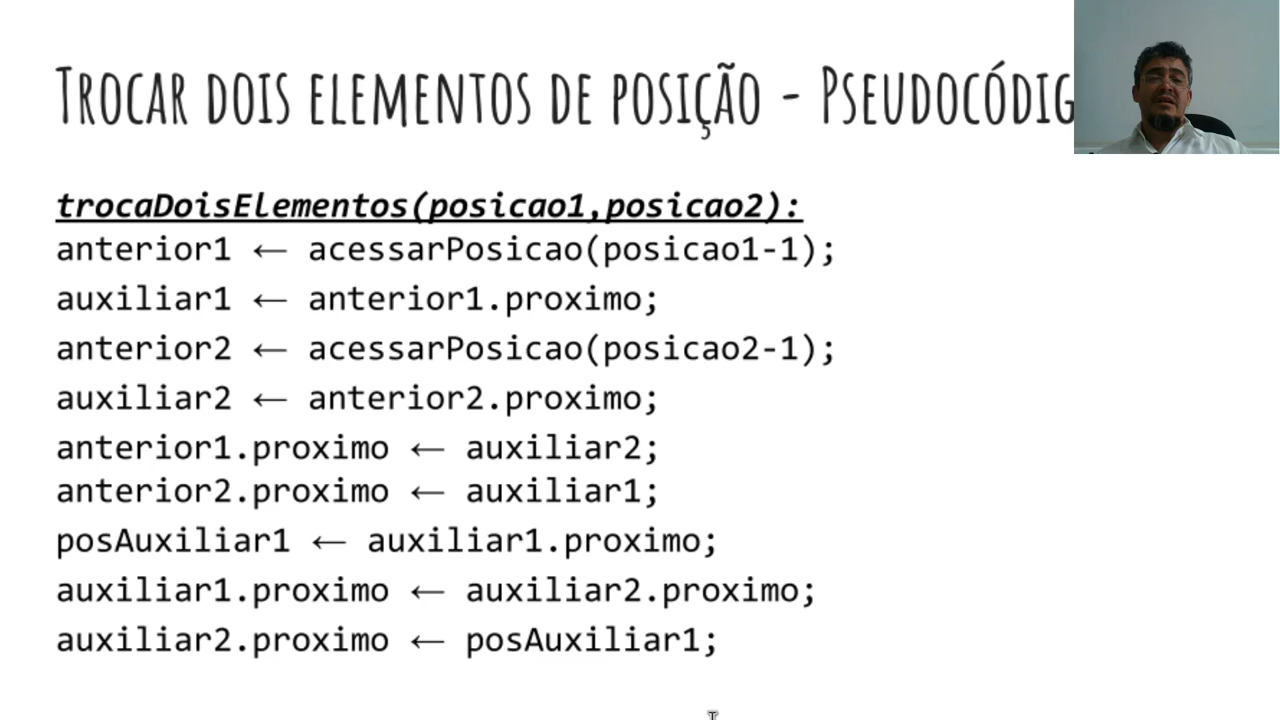 Trocar dois elementos de posição - Pseudocódig
trocaDoisElementos(posicao1,posicao2):
anterior1 ← acessarPosicao(posicao1-1);
auxiliar1 ← anterior1.proximo;
anterior2 ← acessarPosicao(posicao2-1);
auxiliar2 ← anterior2.proximo;
anterior1.proximo ← auxiliar2;
anterior2.proximo ← auxiliar1;
posAuxiliar1 ← auxiliar1.proximo;
auxiliar1.proximo ← auxiliar2.proximo;
auxiliar2.proximo ← posAuxiliar1;